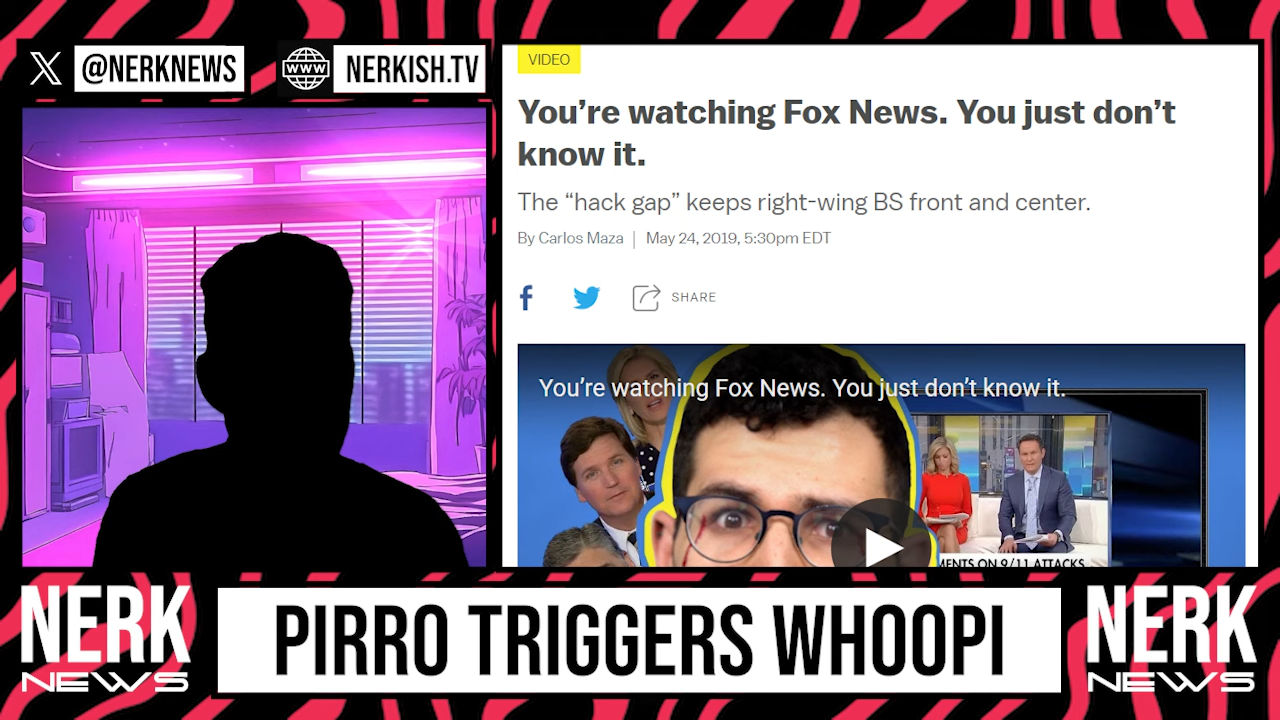 @NERKNEWS
WWW
NERKISH.TV
VIDEO
You're watching Fox News. You just don't
know it.
The “hack gap” keeps right-wing BS front and center.
By Carlos Maza | May 24, 2019, 5:30pm EDT
SHARE
You're watching Fox News. You just don't know it.
MENTS ON 9/11 ATTACKS
NERK
NEWS
PIRRO TRIGGERS WHOOPI
NERK
NEWS